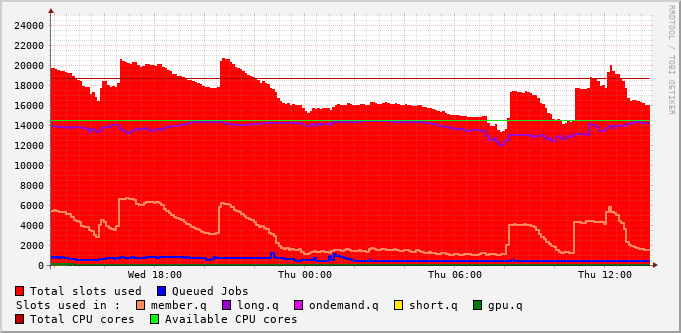 RRDTOOL / TOBI OETIKER
24000
22000
20000
18000
16000
14000
12000
10000
8000
6000
4000
2000
0
Wed 18:00 Thu 00:00 Thu 06:00 Thu 12:00
Total slots used Queued Jobs
Slots used in : member.q long.q ondemand.q short.q gpu.q
Total CPU cores Available CPU cores